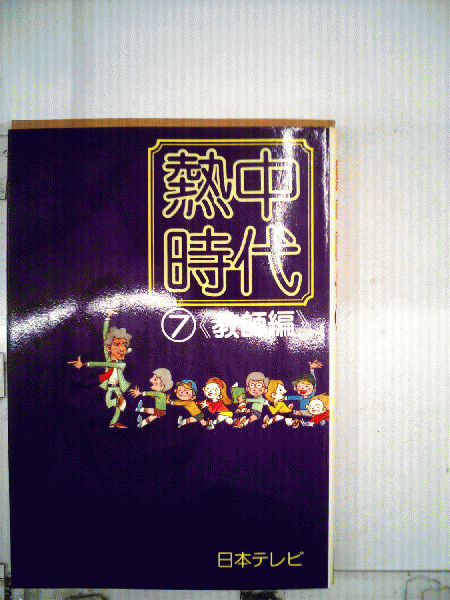 熱中
時代
⑦《教師編》
日本テレビ